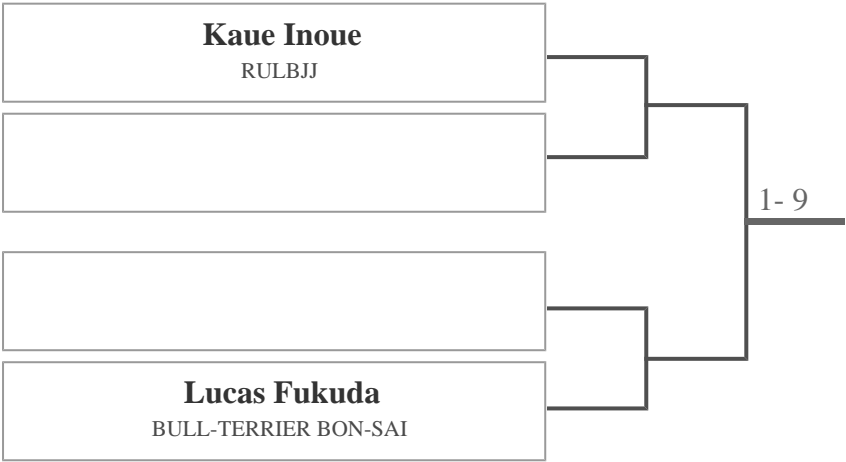 Kaue Inoue
RULBJJ
1- 9
Lucas Fukuda
BULL-TERRIER BON-SAI